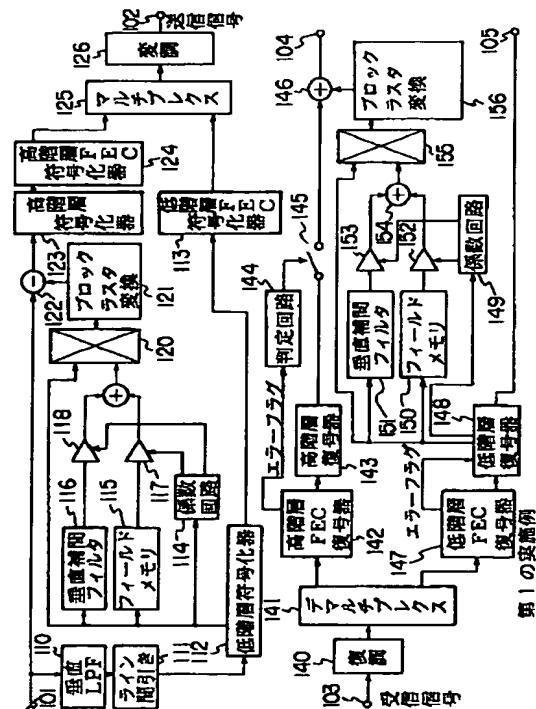 101
110
垂直
LPF
ライン
間引き
111
112
低階層符号化器
116
垂直補間
フィルタ
115
フィールド
メモリ
114
係数
回路
118
117
120
122
121
ブロック
ラスタ
変換
123
高階層
符号化器
高階層FEC
符号化器
124
低階層FEC
符号化器
113
125
マルチプレクス
126
変調
102
送信信号
103
受信信号
140
復調
141
デマルチプレクス
高階層
FEC
復号器
142
エラーフラグ
高階層
復号器
143
144
判定回路
145
146
104
147
低階層
FEC
復号器
エラーフラグ
148
低階層
復号器
151
垂直補間
フィルタ
150
フィールド
メモリ
149
係数回路
153
152
154
155
ブロック
ラスタ
変換
156
105
第1の実施例